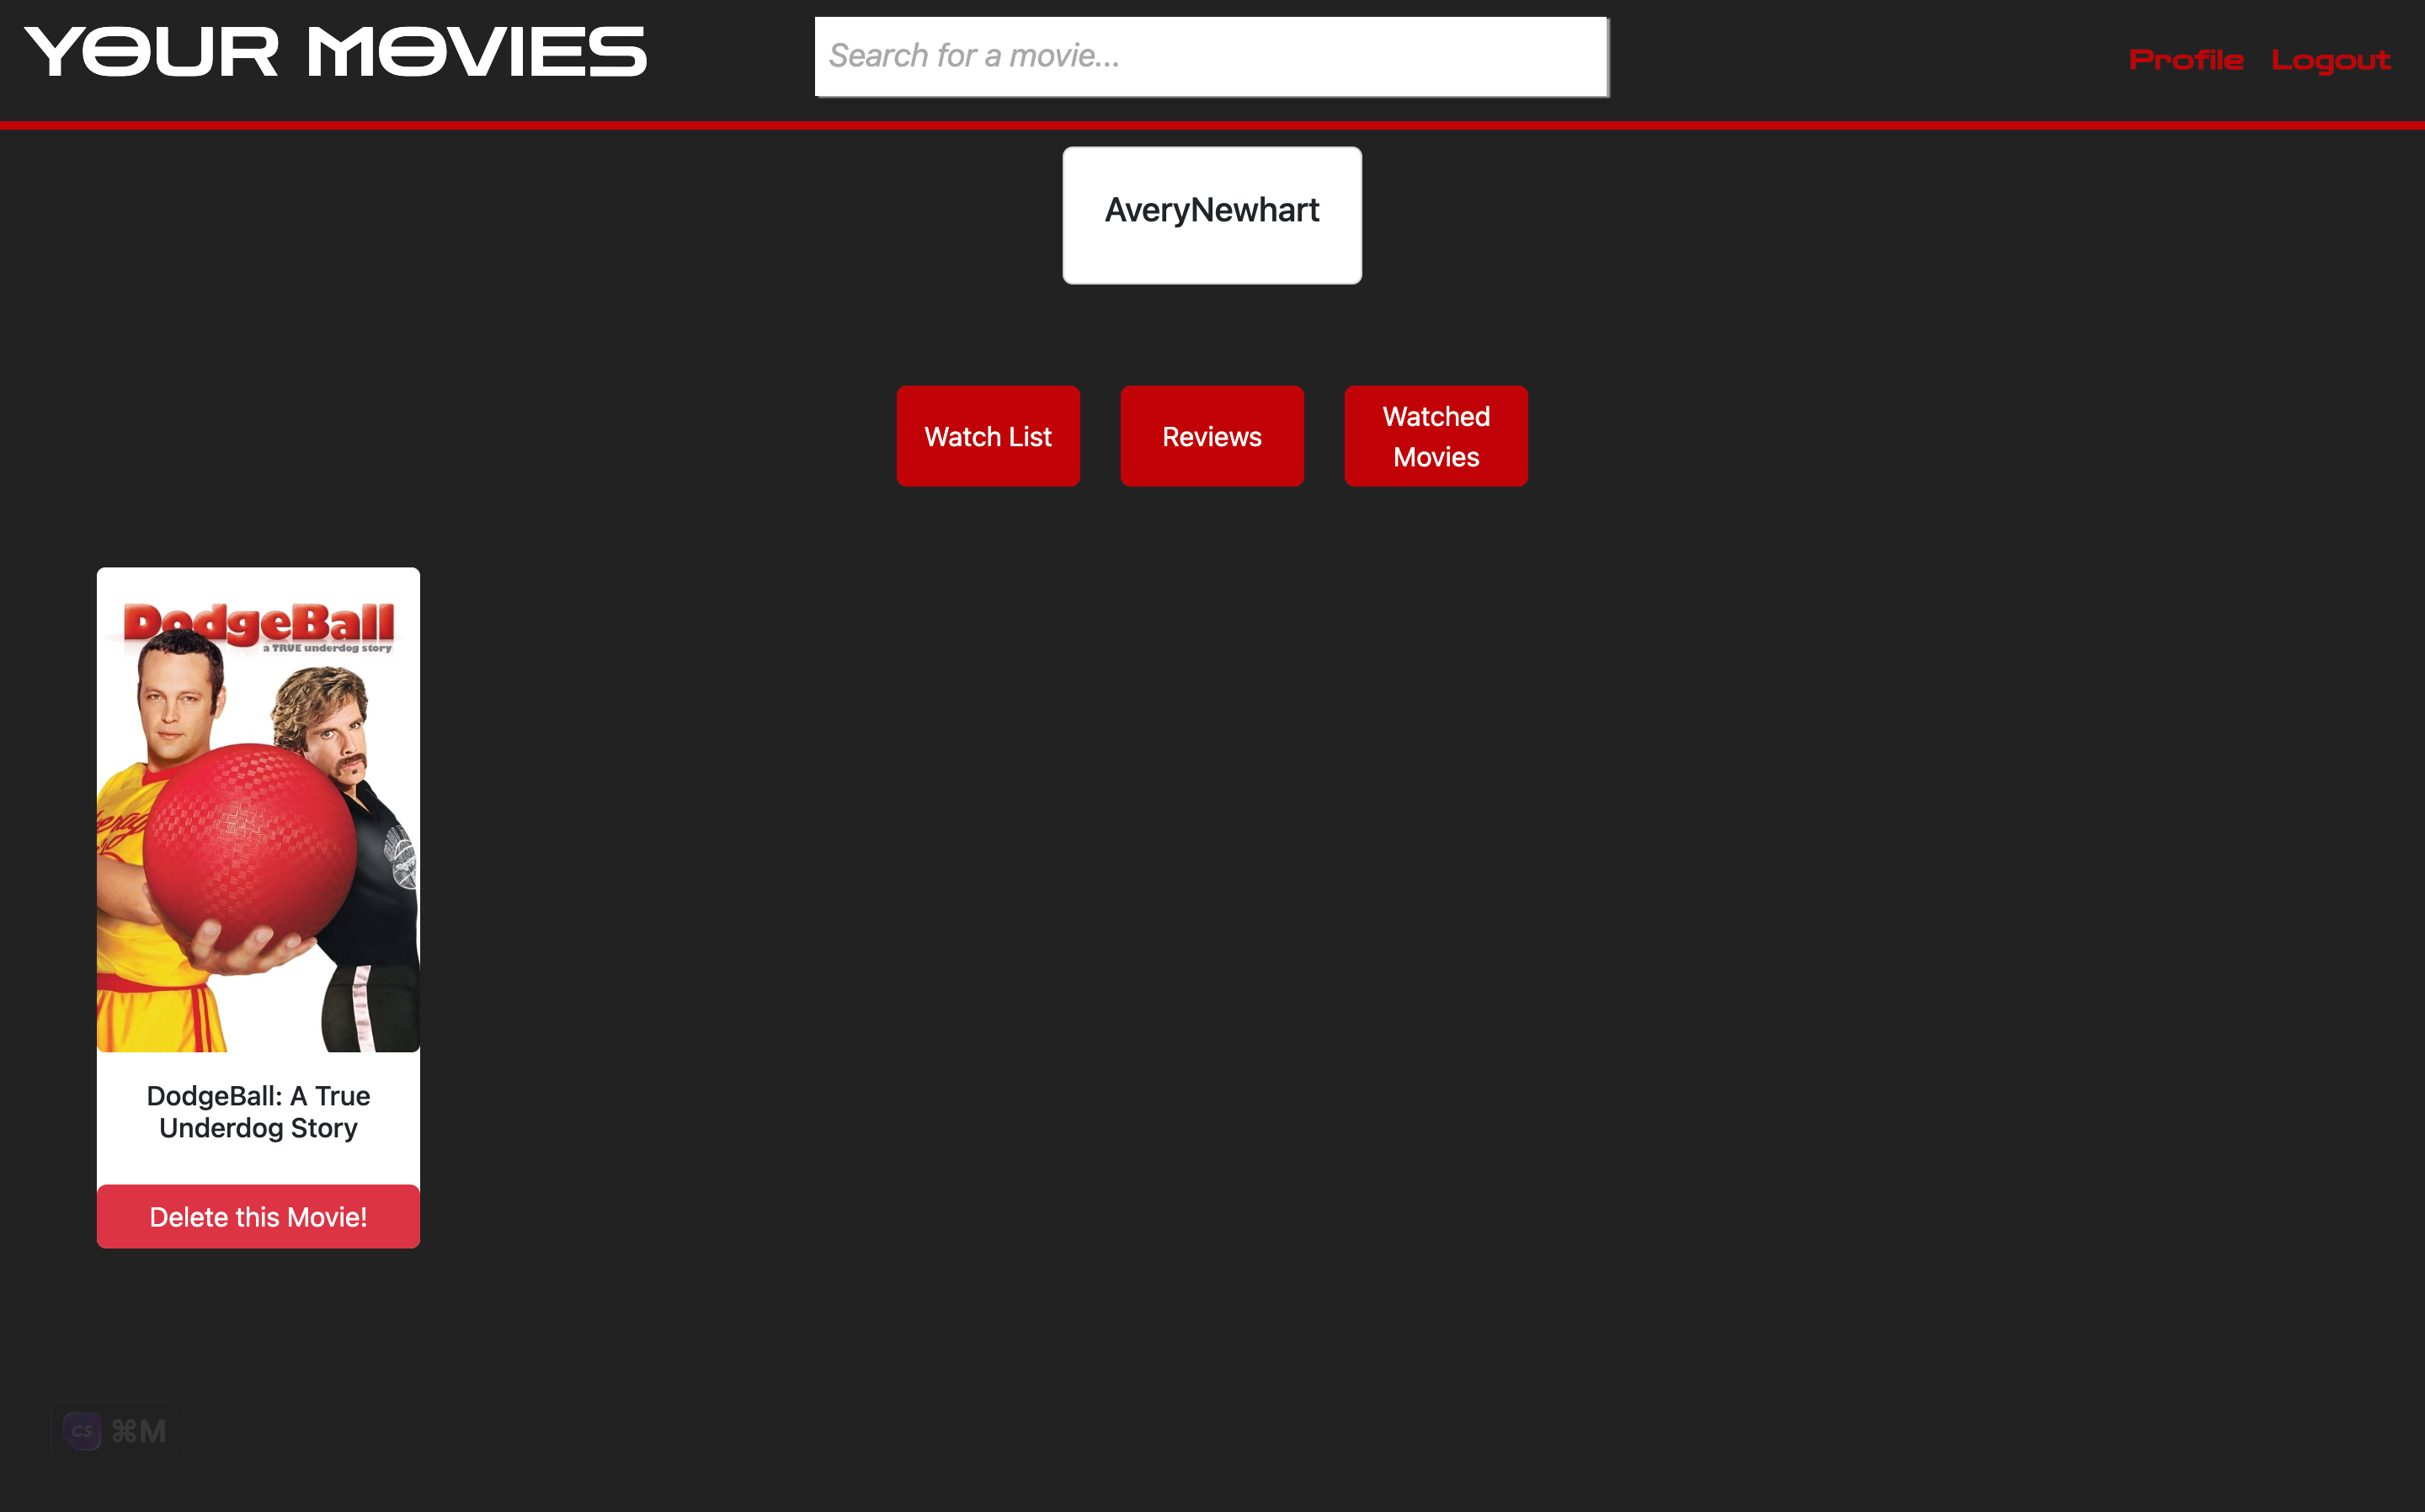 YOUR MOVIES
Search for a movie...
Profile Logout
AveryNewhart
Watch List
Reviews
Watched
Movies
DodgeBall
a TRUE underdog story
DodgeBall: A True
Underdog Story
Delete this Movie!
CS ⌘M